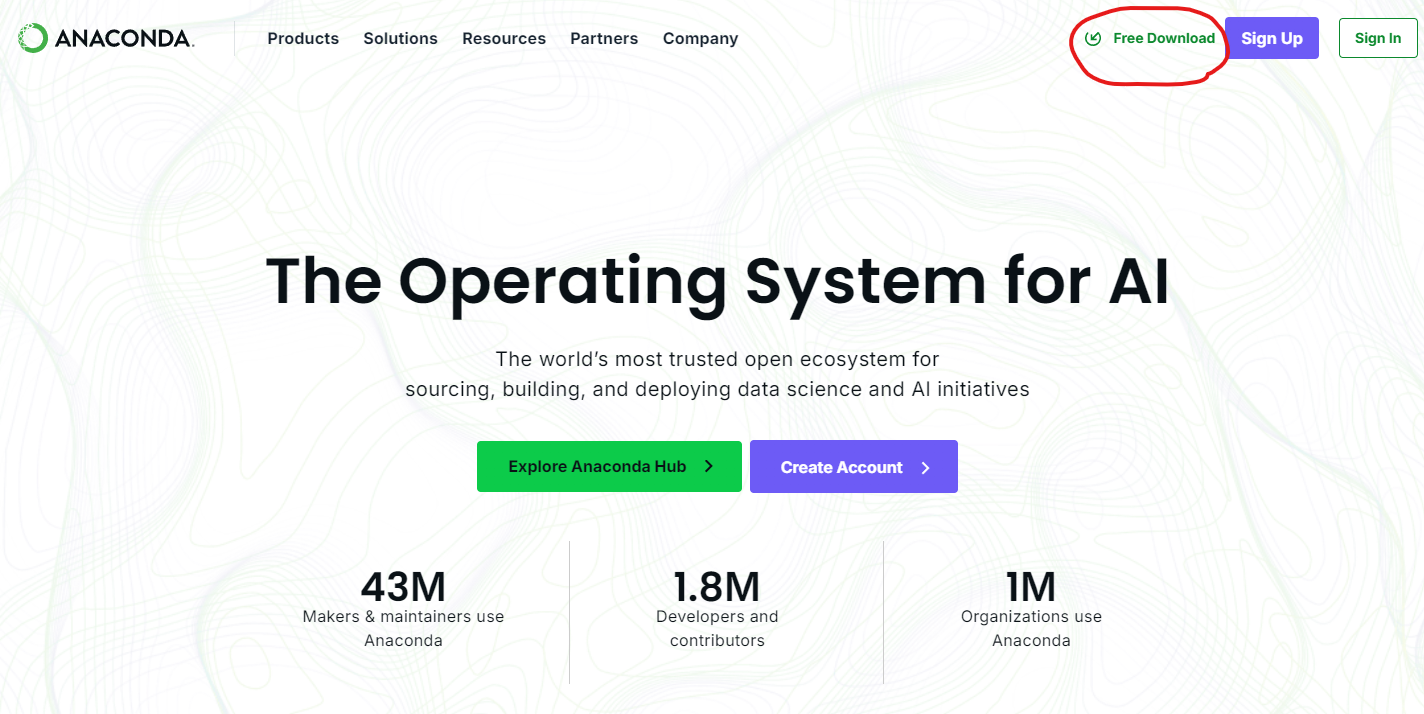 ANACONDA.
Products Solutions Resources Partners Company
Free Download
Sign Up
Sign In
The Operating System for AI
The world’s most trusted open ecosystem for
sourcing, building, and deploying data science and AI initiatives
Explore Anaconda Hub
Create Account
43M
Makers & maintainers use
Anaconda
1.8M
Developers and
contributors
1M
Organizations use
Anaconda